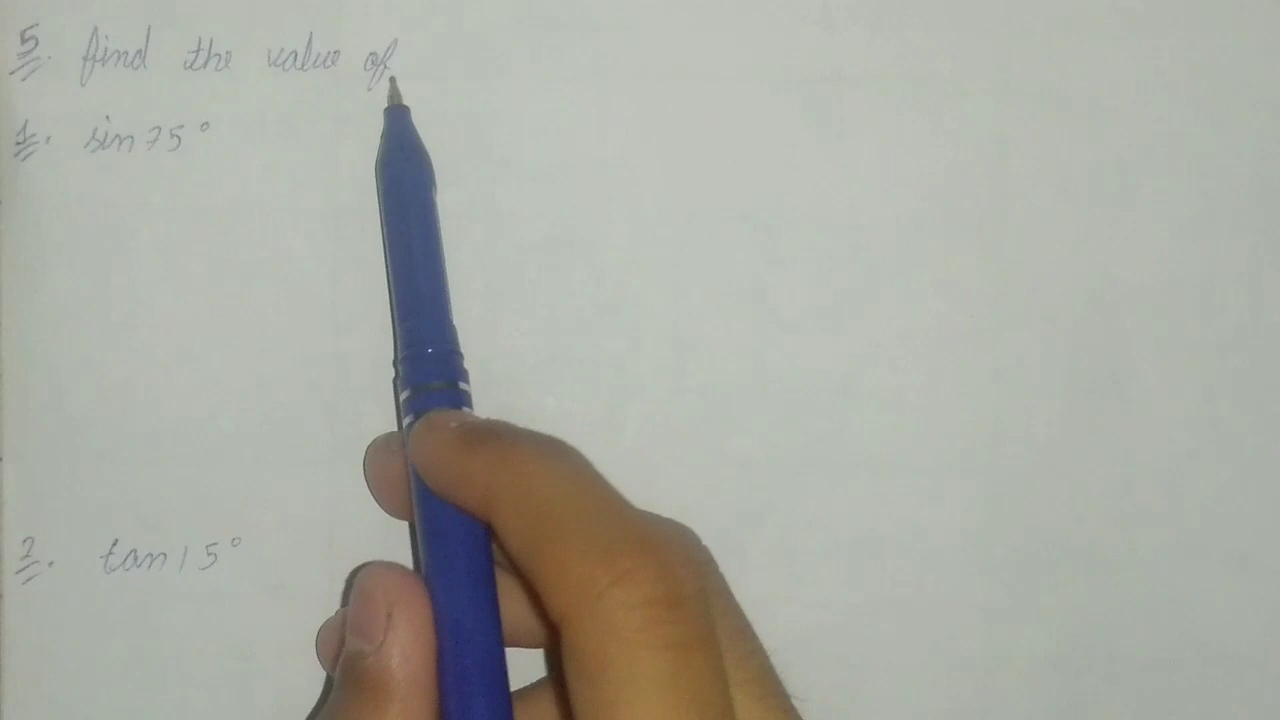 5. find the value of
1. sin 75°
2. tan 15°